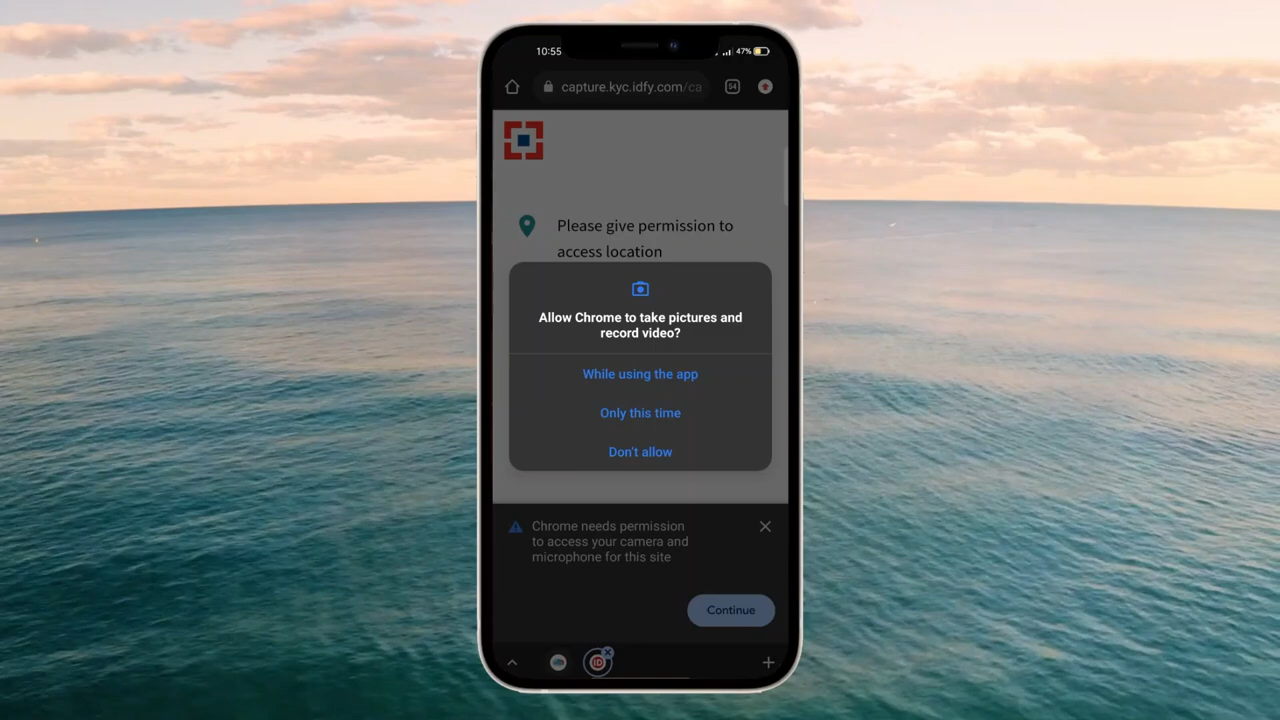 10:55
47%
capture.kyc.idfy.com/ca
54
Please give permission to
access location
Allow Chrome to take pictures and
record video?
While using the app
Only this time
Don't allow
Chrome needs permission
to access your camera and
microphone for this site
Continue
ID